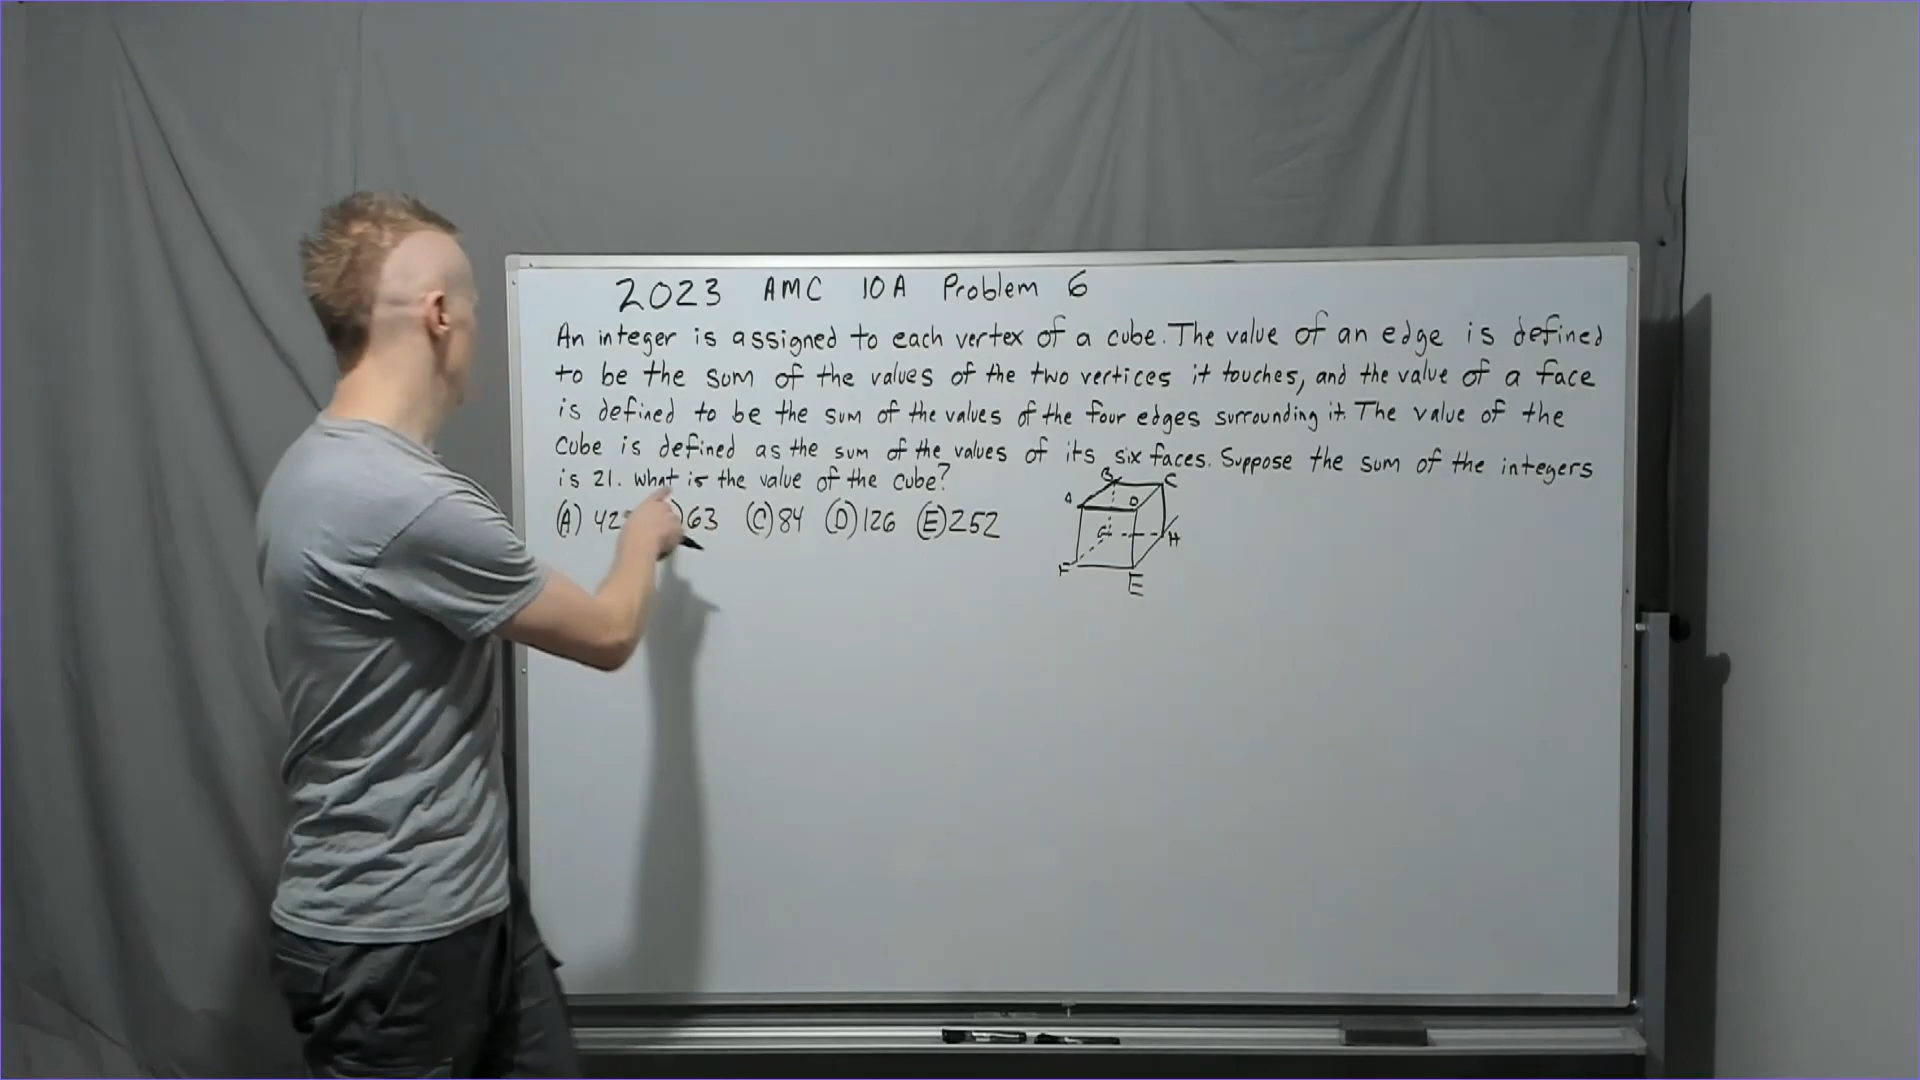 2023 AMC 10A Problem 6
An integer is assigned to each vertex of a cube. The value of an edge is defined
to be the sum of the values of the two vertices it touches, and the value of a face
is defined to be the sum of the values of the four edges surrounding it. The value of the
cube is defined as the sum of the values of its six faces. Suppose the sum of the integers
is 21. What is the value of the cube?
(A) 42 63 (C) 84 (D) 126 (E) 252
B C
A D
G H
F E